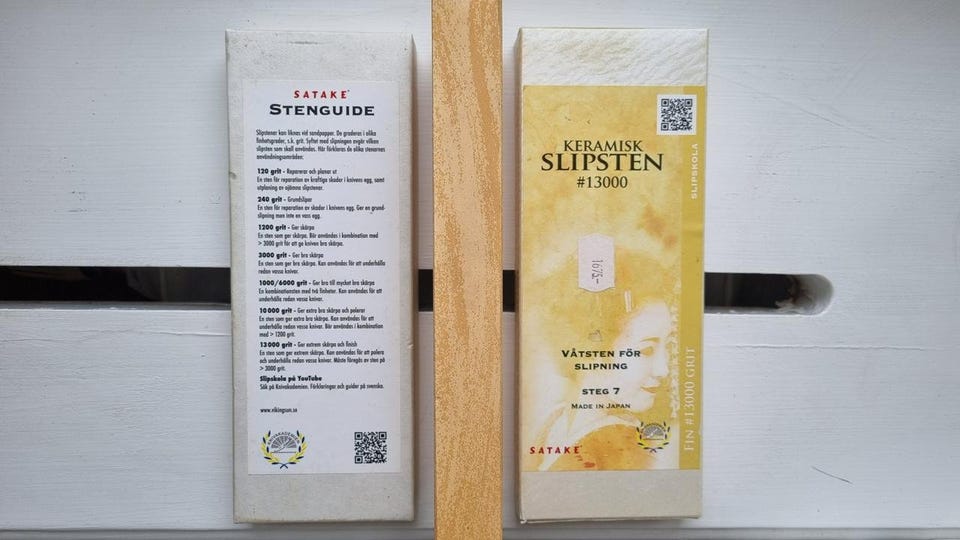 SATAKE
STENGUIDE
Slipstenar kan liknas vid sandpapper. De graderas i olika
finhetsgrader, s.k. grit. Syftet med slipningen avgör vilken
slipsten som skall användas. Här förklaras de olika stenarnes
användningsområden:
120 grit - Reparerar och planar ut
En sten för reparation av kraftiga skador i knivens egg, samt
utplaning av ojämna slipstenar.
240 grit - Grundslipar
En sten för reparation av skador i knivens egg. Ger en grund-
slipning men inte en vass egg.
1200 grit - Ger skärpa
En sten som ger skärpa. Bör användas i kombination med
> 3000 grit för att ge kniven bra skärpa.
3000 grit - Ger bra skärpa
En sten som ger bra skärpa. Kan användas för att underhålla
redan vassa knivar.
1000/6000 grit - Ger bra till mycket bra skärpa
En kombinationsten med två finheter. Kan användas för att
underhålla redan vassa knivar.
10000 grit - Ger extra bra skärpa och polerar
En sten som ger extra bra skärpa. Kan användas för att
underhålla redan vassa knivar. Bör användas i kombination
med > 1200 grit.
13000 grit - Ger extrem skärpa och finish
En sten som ger extrem skärpa. Kan användas för att polera
och underhålla redan vassa knivar. Måste föregås av sten på
> 3000 grit.
Slipskola på YouTube
Sök på Knivakademien. Förklaringar och guider på svenska.
www.vikingsun.se
KERAMISK
SLIPSTEN
#13000
SLIPSKOLA
1675:-
VÅTSTEN FÖR
SLIPNING
STEG 7
MADE IN JAPAN
SATAKE
FIN #13000 GRIT